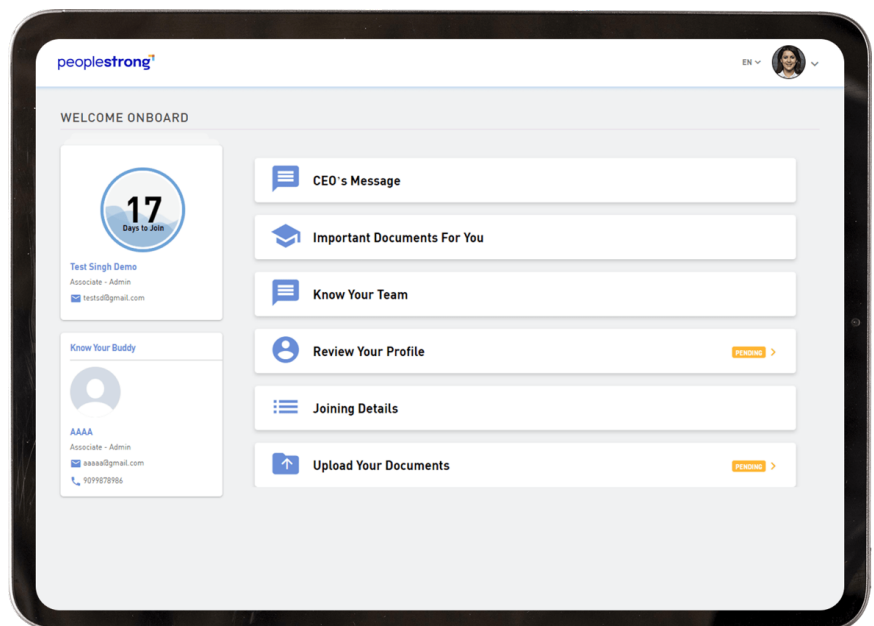 peoplestrong
EN
WELCOME ONBOARD
17
Days to Join
Test Singh Demo
Associate - Admin
testsd@gmail.com
Know Your Buddy
AAAA
Associate - Admin
aaaaa@gmail.com
9099878986
CEO's Message
Important Documents For You
Know Your Team
Review Your Profile
PENDING
Joining Details
Upload Your Documents
PENDING